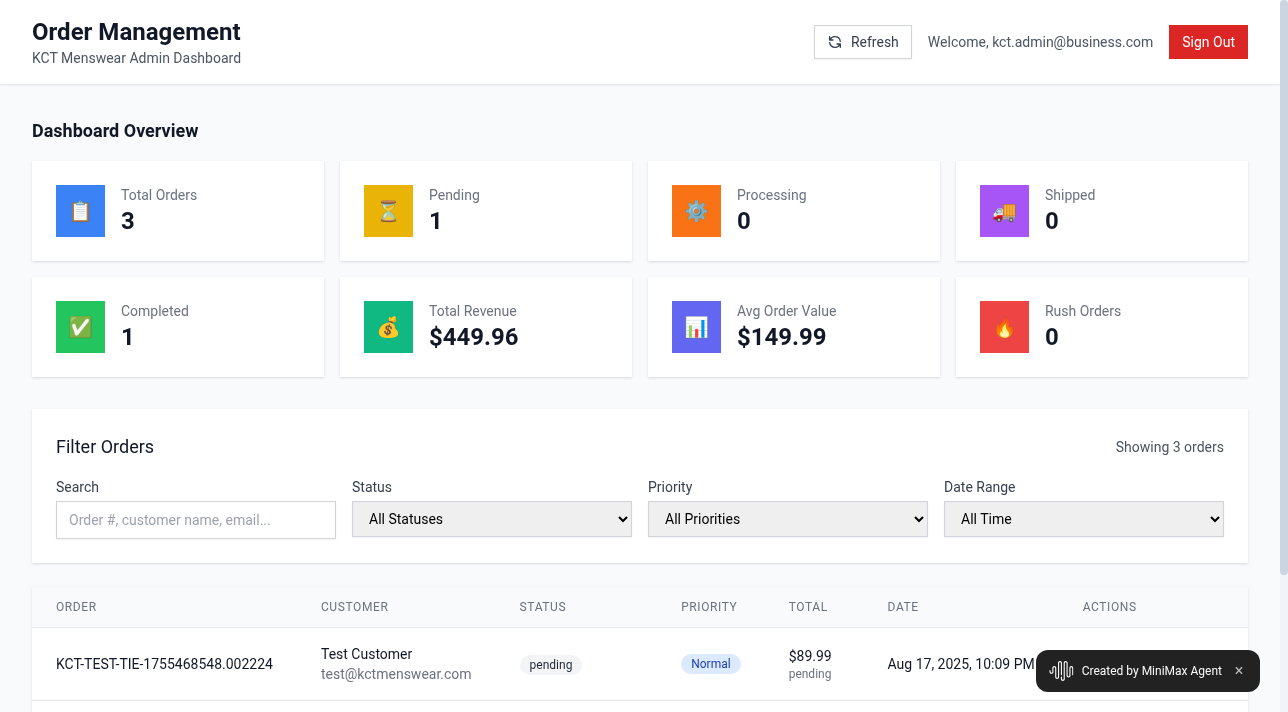 Order Management
KCT Menswear Admin Dashboard
Refresh
Welcome, kct.admin@business.com
Sign Out
Dashboard Overview
Total Orders
3
Pending
1
Processing
0
Shipped
0
Completed
1
Total Revenue
$449.96
Avg Order Value
$149.99
Rush Orders
0
Filter Orders
Showing 3 orders
Search
Order #, customer name, email...
Status
All Statuses
Priority
All Priorities
Date Range
All Time
ORDER CUSTOMER STATUS PRIORITY TOTAL DATE ACTIONS
KCT-TEST-TIE-1755468548.002224
Test Customer
test@kctmenswear.com
pending
Normal
$89.99
pending
Aug 17, 2025, 10:09 PM
Created by MiniMax Agent ×